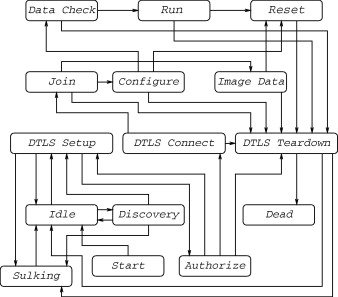 Data Check Run Reset
Join Configure Image Data
DTLS Setup DTLS Connect DTLS Teardown
Idle Discovery Dead
Sulking Start Authorize